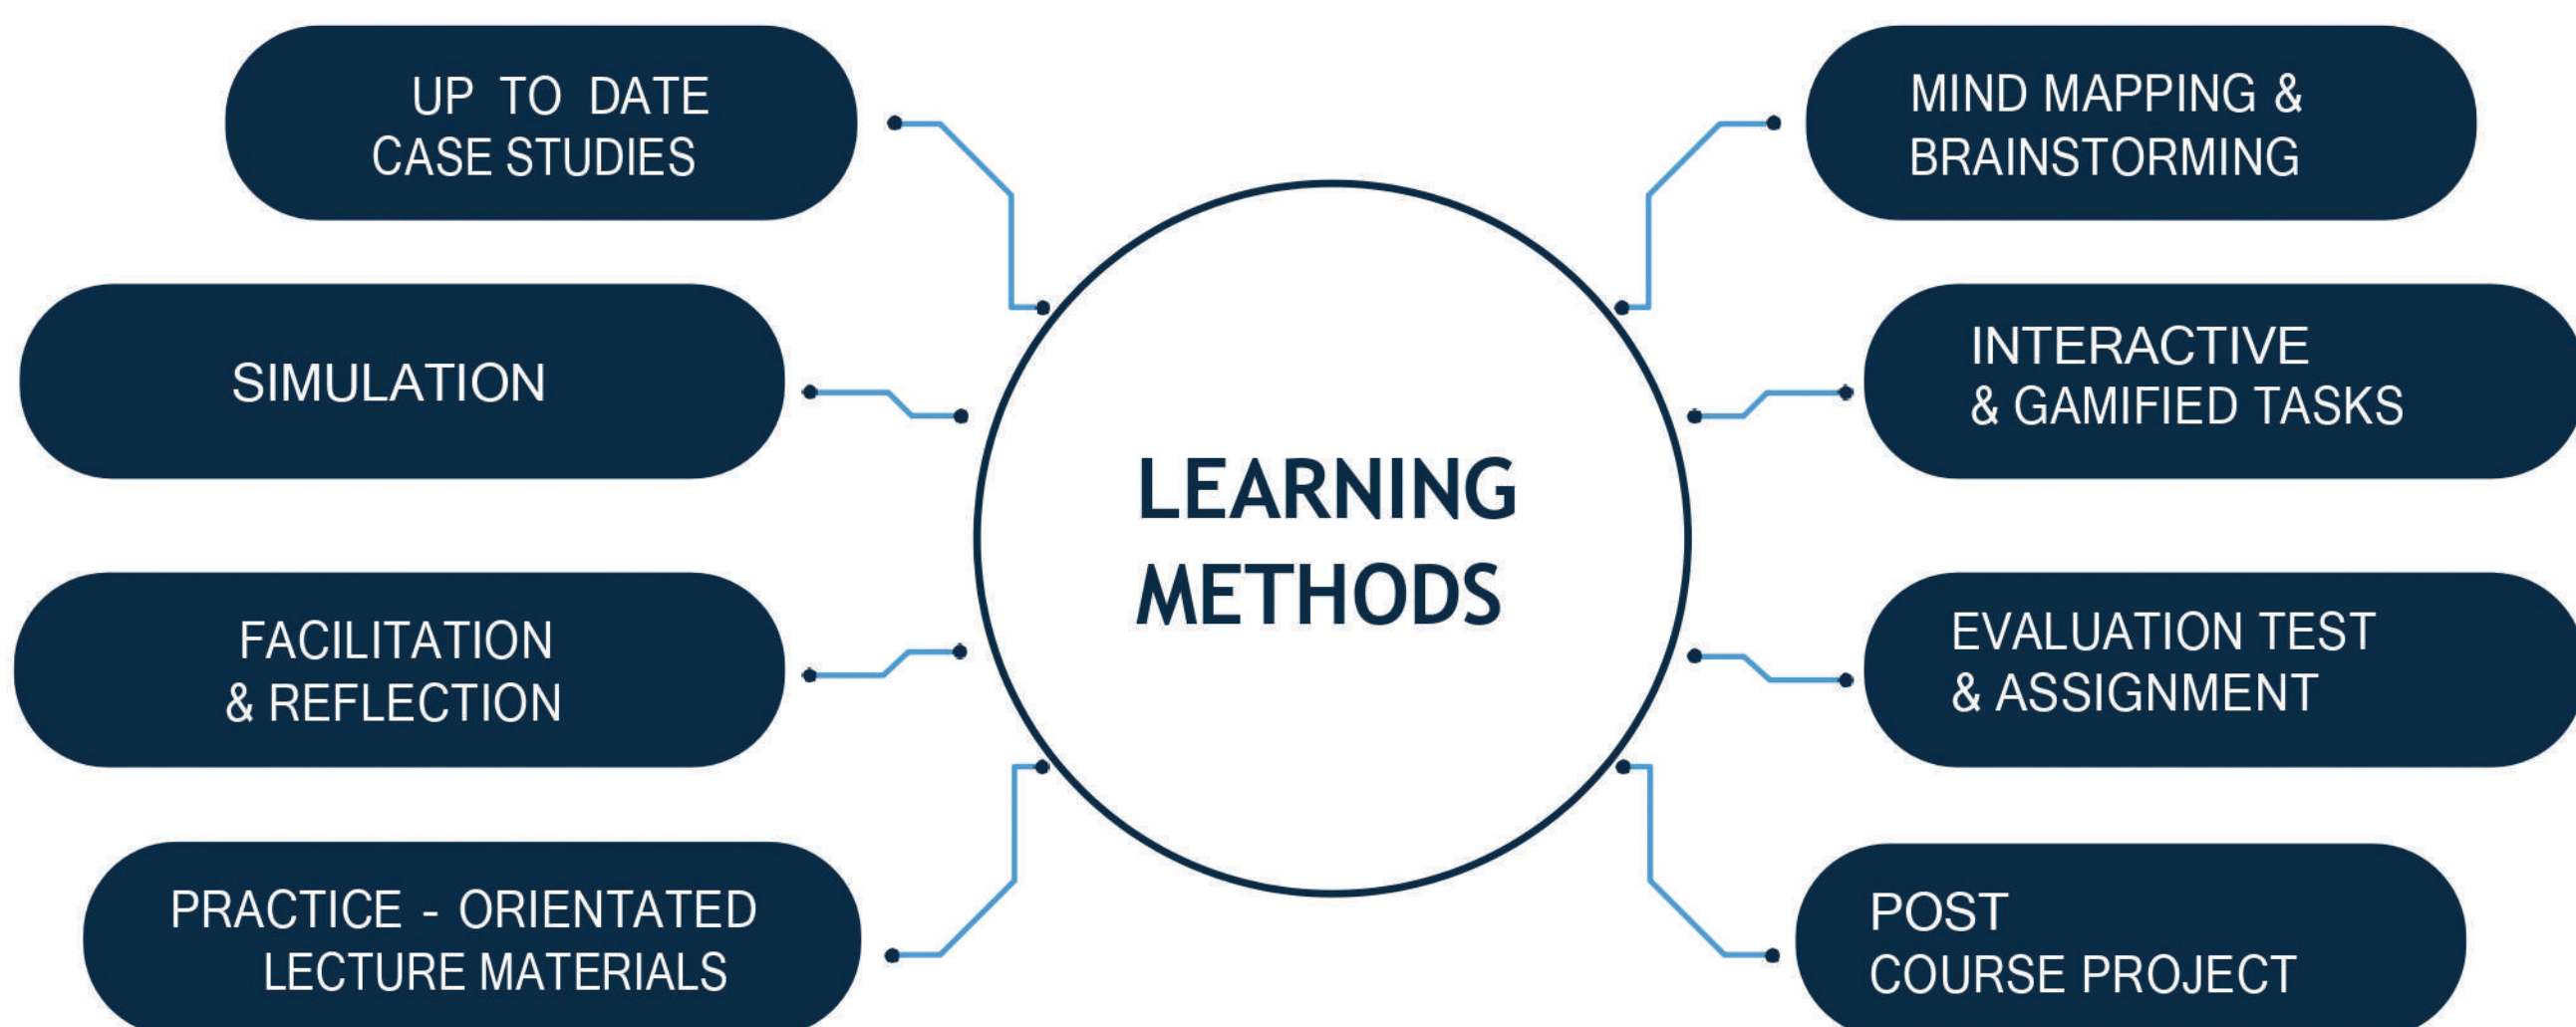 UP TO DATE
CASE STUDIES
SIMULATION
FACILITATION
& REFLECTION
PRACTICE - ORIENTATED
LECTURE MATERIALS
LEARNING
METHODS
MIND MAPPING &
BRAINSTORMING
INTERACTIVE
& GAMIFIED TASKS
EVALUATION TEST
& ASSIGNMENT
POST
COURSE PROJECT